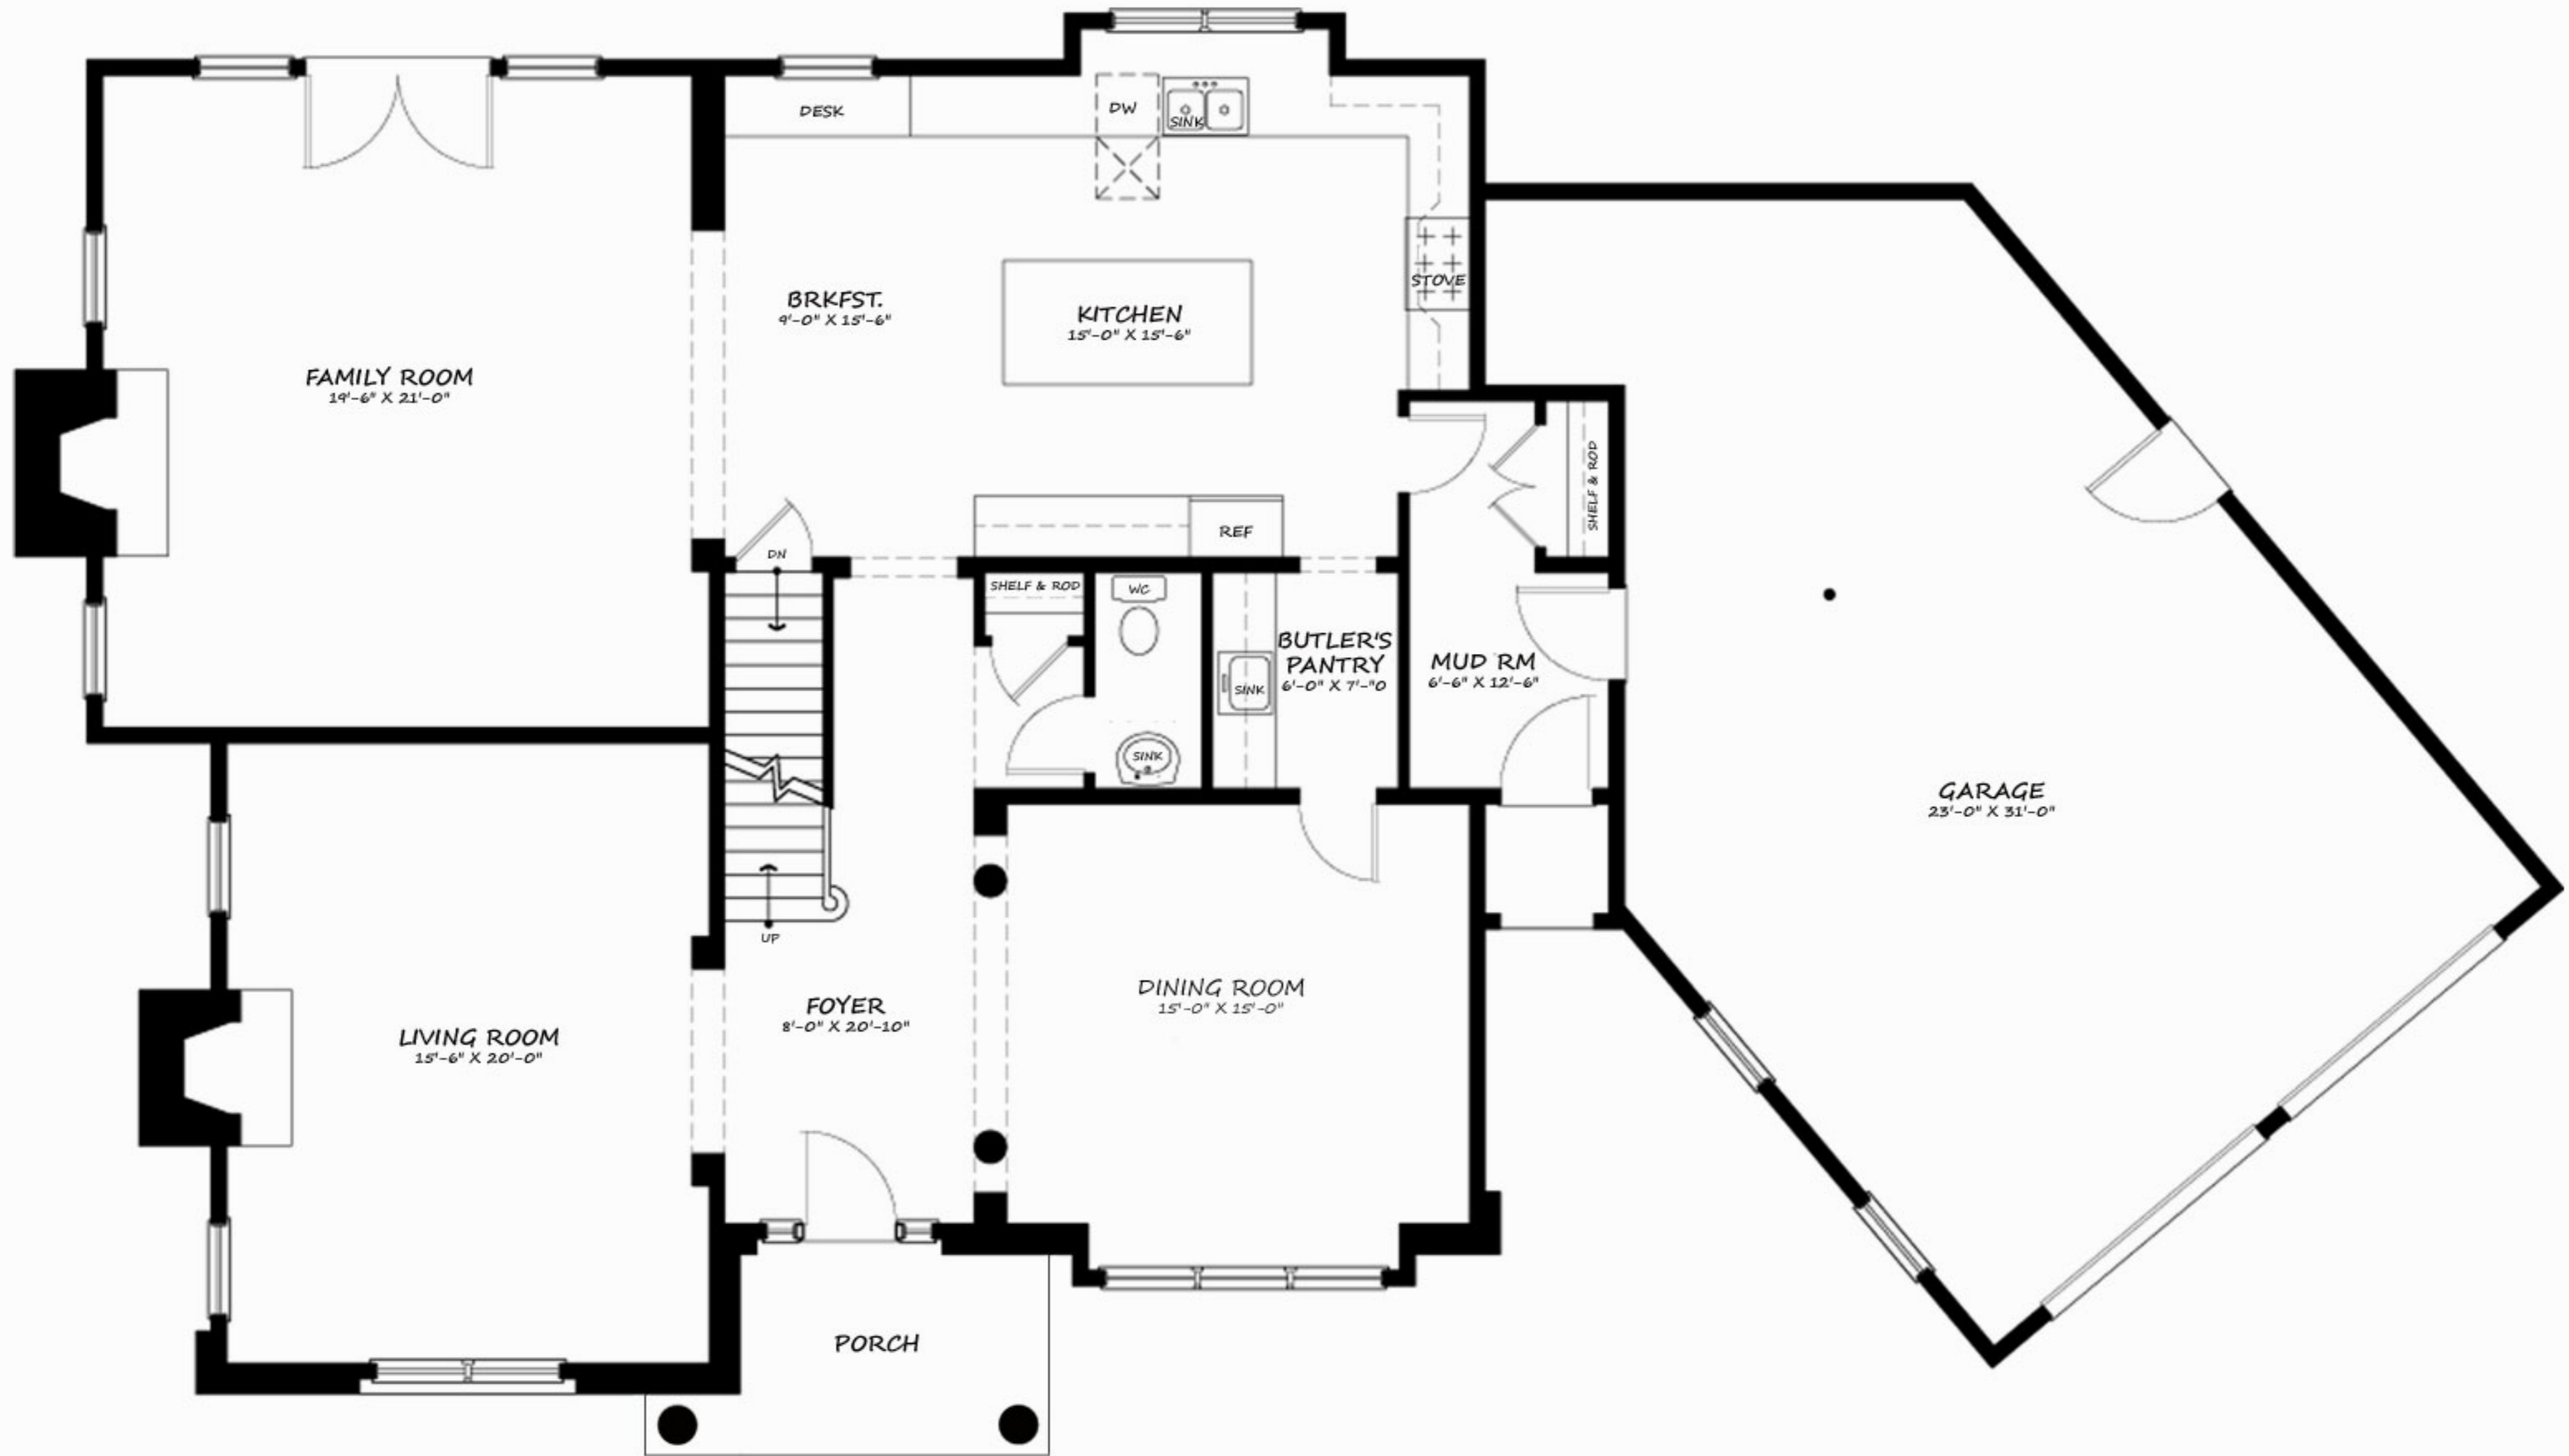 DESK
DW
SINK
STOVE
BRKFST.
9'-0" X 15'-6"
KITCHEN
15'-0" X 15'-6"
FAMILY ROOM
19'-6" X 21'-0"
SHELF & ROD
REF
DN
SHELF & ROD
WC
BUTLER'S
PANTRY
6'-0" X 7'-"0
SINK
MUD RM
6'-6" X 12'-6"
SINK
GARAGE
23'-0" X 31'-0"
UP
FOYER
8'-0" X 20'-10"
DINING ROOM
15'-0" X 15'-0"
LIVING ROOM
15'-6" X 20'-0"
PORCH